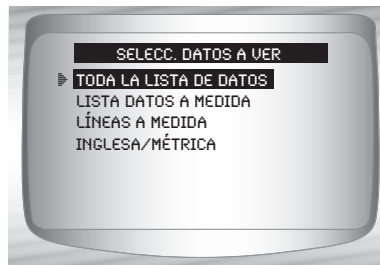 SELECC. DATOS A VER
TODA LA LISTA DE DATOS
LISTA DATOS A MEDIDA
LÍNEAS A MEDIDA
INGLESA/MÉTRICA